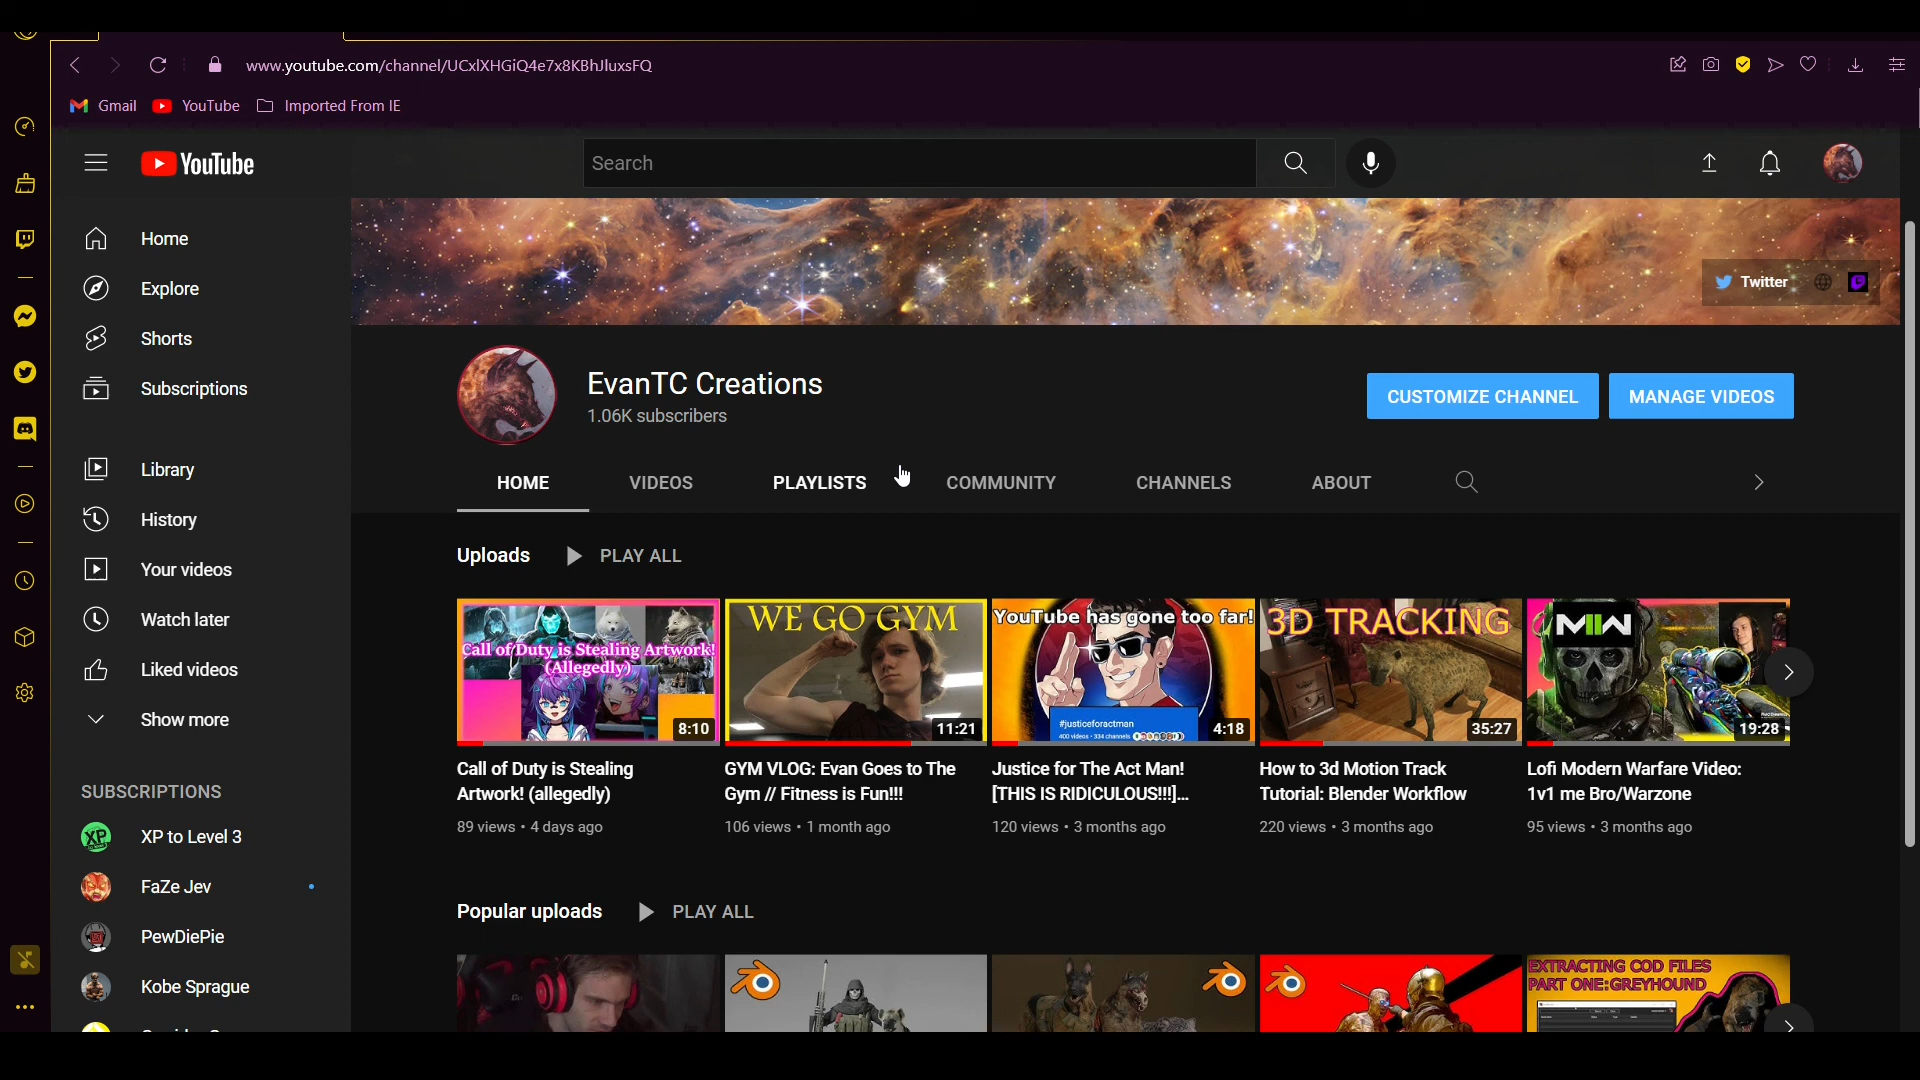 www.youtube.com/channel/UCxlXHGiQ4e7x8KBhJluxsFQ
Gmail YouTube Imported From IE
YouTube
Search
Home
Explore
Shorts
Subscriptions
Library
History
Your videos
Watch later
Liked videos
Show more
SUBSCRIPTIONS
XP to Level 3
FaZe Jev
PewDiePie
Kobe Sprague
Twitter
EvanTC Creations
1.06K subscribers
CUSTOMIZE CHANNEL MANAGE VIDEOS
HOME VIDEOS PLAYLISTS COMMUNITY CHANNELS ABOUT
Uploads PLAY ALL
Call of Duty is Stealing Artwork!
(Allegedly)
8:10
WE GO GYM
11:21
YouTube has gone too far!
#justiceforactman
400 videos • 334 channels
4:18
3D TRACKING
35:27
MIIW
19:28
Call of Duty is Stealing
Artwork! (allegedly)
89 views • 4 days ago
GYM VLOG: Evan Goes to The
Gym // Fitness is Fun!!!
106 views • 1 month ago
Justice for The Act Man!
[THIS IS RIDICULOUS!!!]...
120 views • 3 months ago
How to 3d Motion Track
Tutorial: Blender Workflow
220 views • 3 months ago
Lofi Modern Warfare Video:
1v1 me Bro/Warzone
95 views • 3 months ago
Popular uploads PLAY ALL
EXTRACTING COD FILES
PART ONE:GREYHOUND